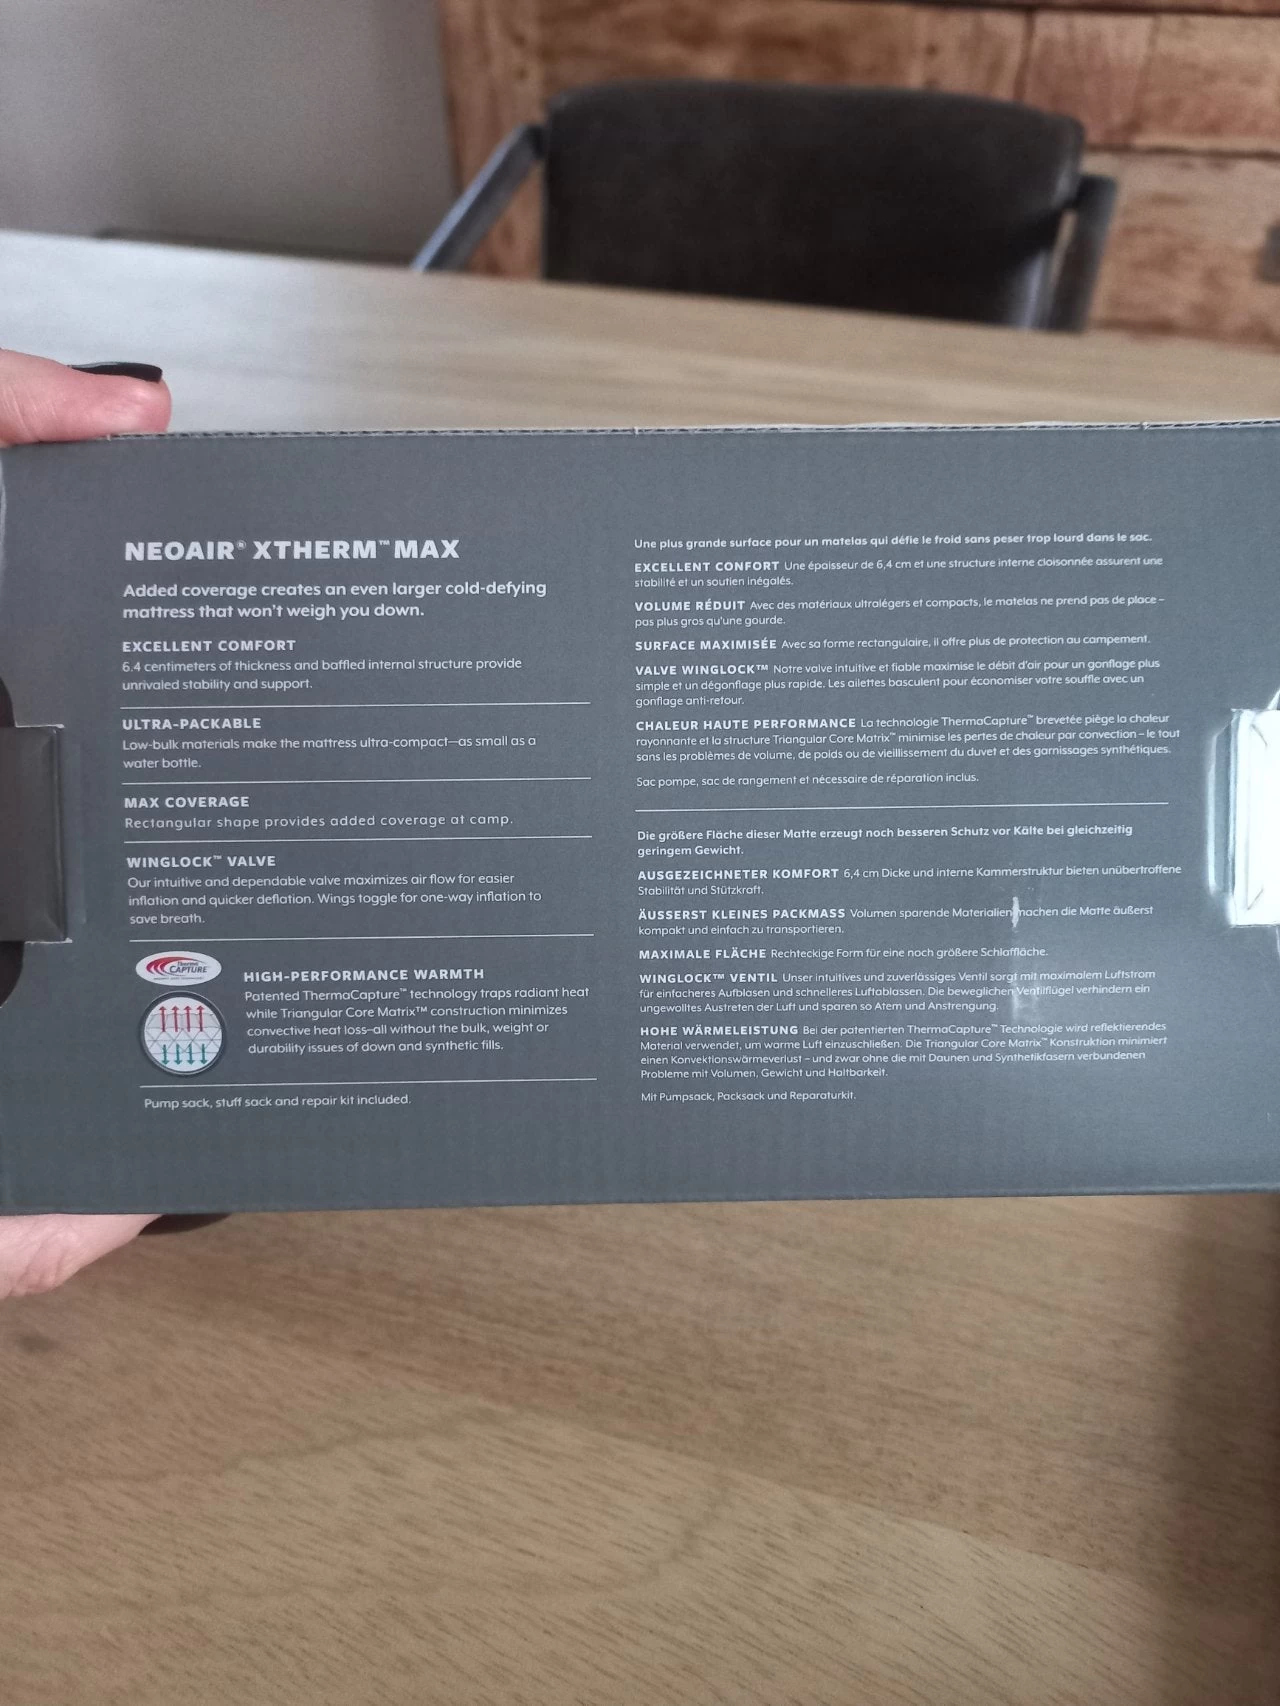 NEOAIR® XTHERM™ MAX
Added coverage creates an even larger cold-defying
mattress that won't weigh you down.
EXCELLENT COMFORT
6.4 centimeters of thickness and baffled internal structure provide
unrivaled stability and support.
ULTRA-PACKABLE
Low-bulk materials make the mattress ultra-compact—as small as a
water bottle.
MAX COVERAGE
Rectangular shape provides added coverage at camp.
WINGLOCK™ VALVE
Our intuitive and dependable valve maximizes air flow for easier
inflation and quicker deflation. Wings toggle for one-way inflation to
save breath.
Thermal
CAPTURE
HIGH-PERFORMANCE WARMTH
Patented ThermaCapture™ technology traps radiant heat
while Triangular Core Matrix™ construction minimizes
convective heat loss—all without the bulk, weight or
durability issues of down and synthetic fills.
Pump sack, stuff sack and repair kit included.
Une plus grande surface pour un matelas qui défie le froid sans peser trop lourd dans le sac.
EXCELLENT CONFORT Une épaisseur de 6,4 cm et une structure interne cloisonnée assurent une
stabilité et un soutien inégalés.
VOLUME RÉDUIT Avec des matériaux ultralégers et compacts, le matelas ne prend pas de place –
pas plus gros qu'une gourde.
SURFACE MAXIMISÉE Avec sa forme rectangulaire, il offre plus de protection au campement.
VALVE WINGLOCK™ Notre valve intuitive et fiable maximise le débit d'air pour un gonflage plus
simple et un dégonflage plus rapide. Les ailettes basculent pour économiser votre souffle avec un
gonflage anti-retour.
CHALEUR HAUTE PERFORMANCE La technologie ThermaCapture™ brevetée piège la chaleur
rayonnante et la structure Triangular Core Matrix™ minimise les pertes de chaleur par convection – le tout
sans les problèmes de volume, de poids ou de vieillissement du duvet et des garnissages synthétiques.
Sac pompe, sac de rangement et nécessaire de réparation inclus.
Die größere Fläche dieser Matte erzeugt noch besseren Schutz vor Kälte bei gleichzeitig
geringem Gewicht.
AUSGEZEICHNETER KOMFORT 6,4 cm Dicke und interne Kammerstruktur bieten unübertroffene
Stabilität und Stützkraft.
ÄUSSERST KLEINES PACKMASS Volumen sparende Materialien machen die Matte äußerst
kompakt und einfach zu transportieren.
MAXIMALE FLÄCHE Rechteckige Form für eine noch größere Schlaffläche.
WINGLOCK™ VENTIL Unser intuitives und zuverlässiges Ventil sorgt mit maximalem Luftstrom
für einfacheres Aufblasen und schnelleres Luftablassen. Die beweglichen Ventilflügel verhindern ein
ungewolltes Austreten der Luft und sparen so Atem und Anstrengung.
HOHE WÄRMELEISTUNG Bei der patentierten ThermaCapture™ Technologie wird reflektierendes
Material verwendet, um warme Luft einzuschließen. Die Triangular Core Matrix™ Konstruktion minimiert
einen Konvektionswärmeverlust – und zwar ohne die mit Daunen und Synthetikfasern verbundenen
Probleme mit Volumen, Gewicht und Haltbarkeit.
Mit Pumpsack, Packsack und Reparaturkit.